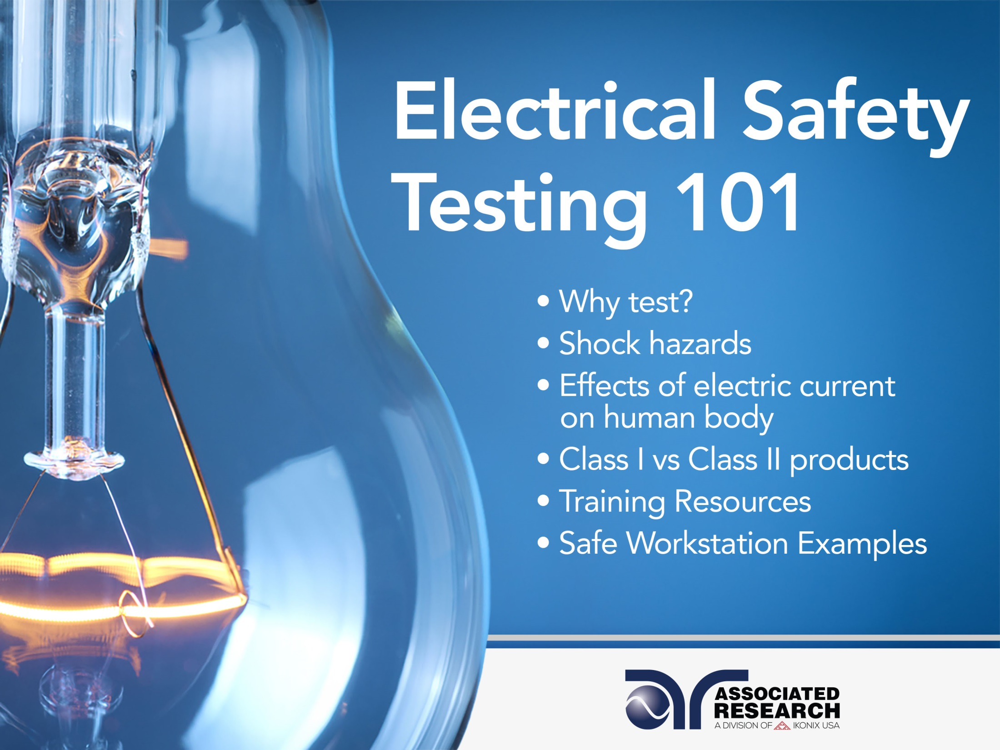 Electrical Safety
Testing 101
• Why test?
• Shock hazards
• Effects of electric current
on human body
• Class I vs Class II products
• Training Resources
• Safe Workstation Examples
ar
ASSOCIATED
RESEARCH
A DIVISION OF IKONIX USA